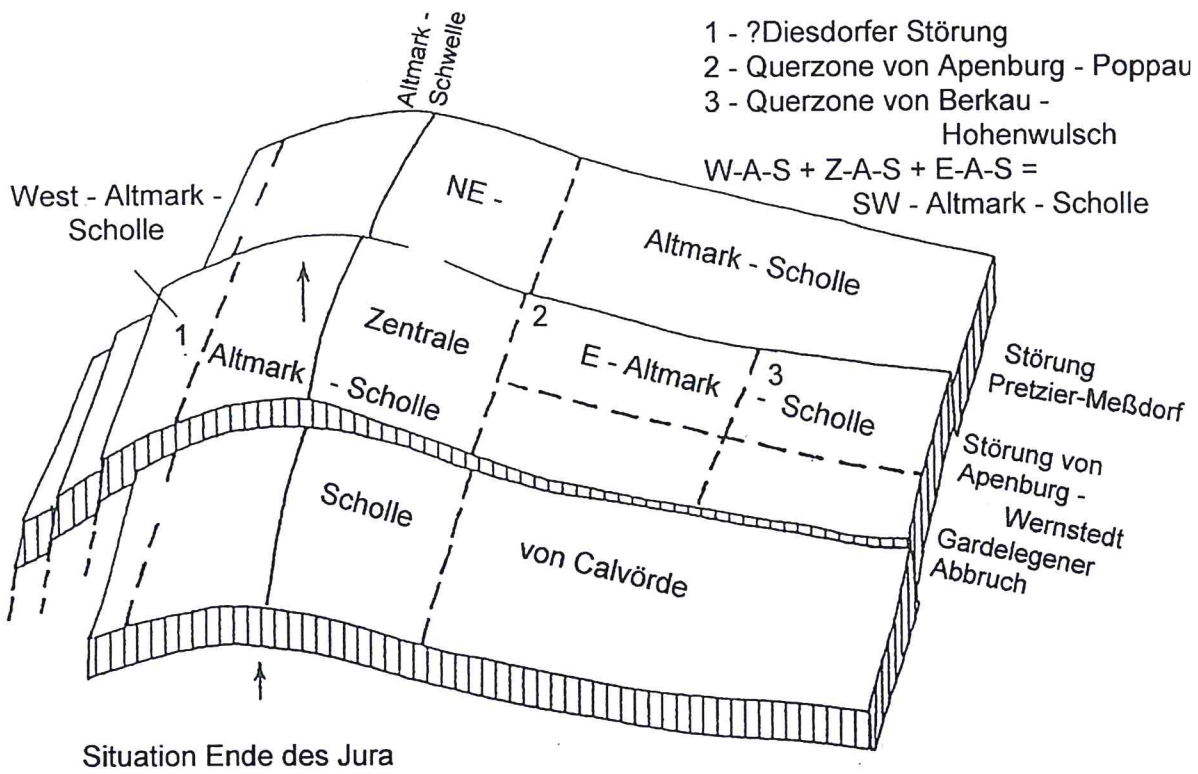 Altmark -
Schwelle
1 - ?Diesdorfer Störung
2 - Querzone von Apenburg - Poppau
3 - Querzone von Berkau -
Hohenwulsch
W-A-S + Z-A-S + E-A-S =
SW - Altmark - Scholle
West - Altmark -
Scholle
NE -
Altmark - Scholle
1
Altmark
Zentrale
- Scholle
2
E - Altmark
3
- Scholle
Störung
Pretzier-Meßdorf
Störung von
Apenburg -
Wernstedt
Gardelegener
Abbruch
Scholle
von Calvörde
Situation Ende des Jura